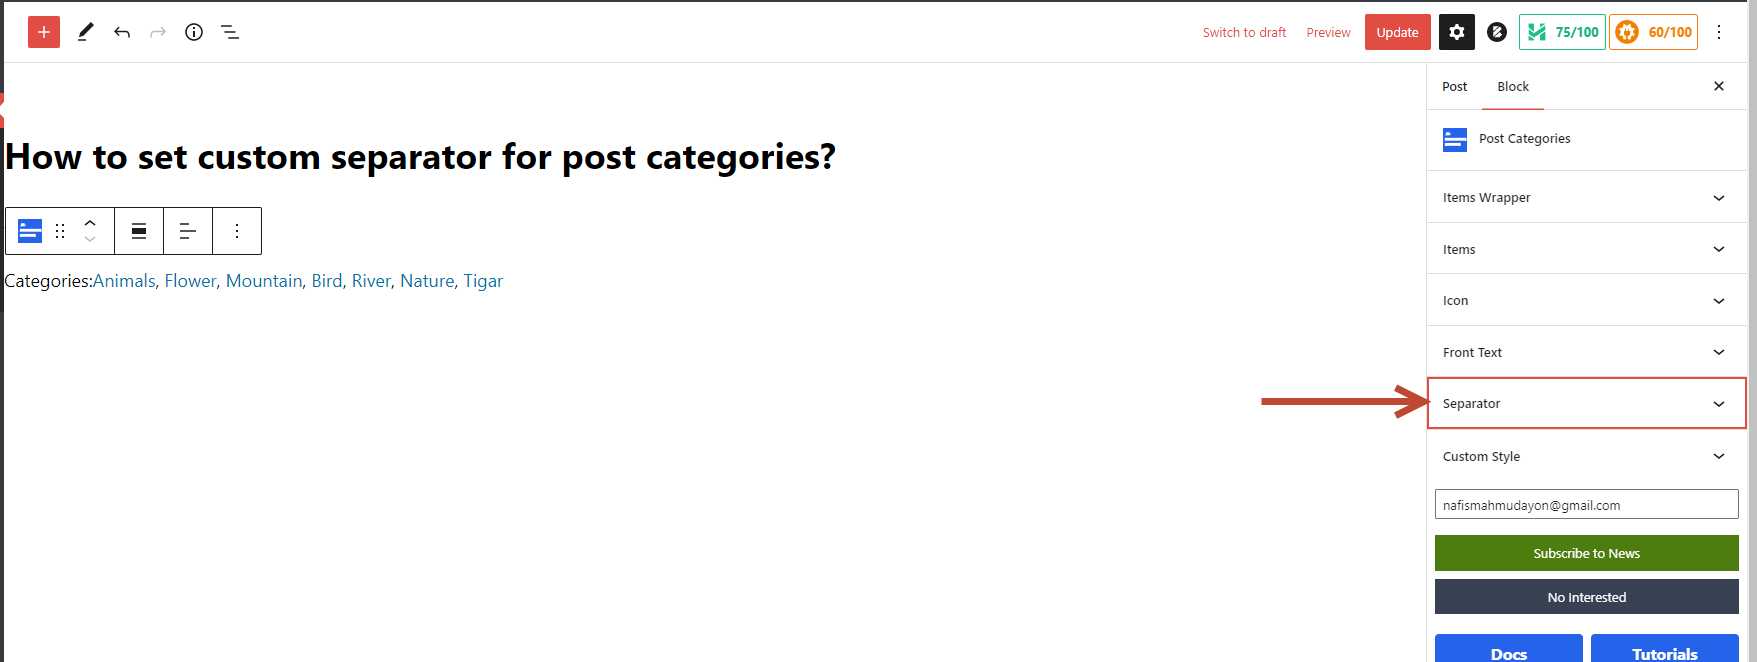 Switch to draft Preview Update 75/100 60/100
Post Block
Post Categories
How to set custom separator for post categories?
Items Wrapper
Items
Categories:Animals, Flower, Mountain, Bird, River, Nature, Tigar
Icon
Front Text
Separator
Custom Style
nafismahmudayon@gmail.com
Subscribe to News
No Interested
Docs Tutorials